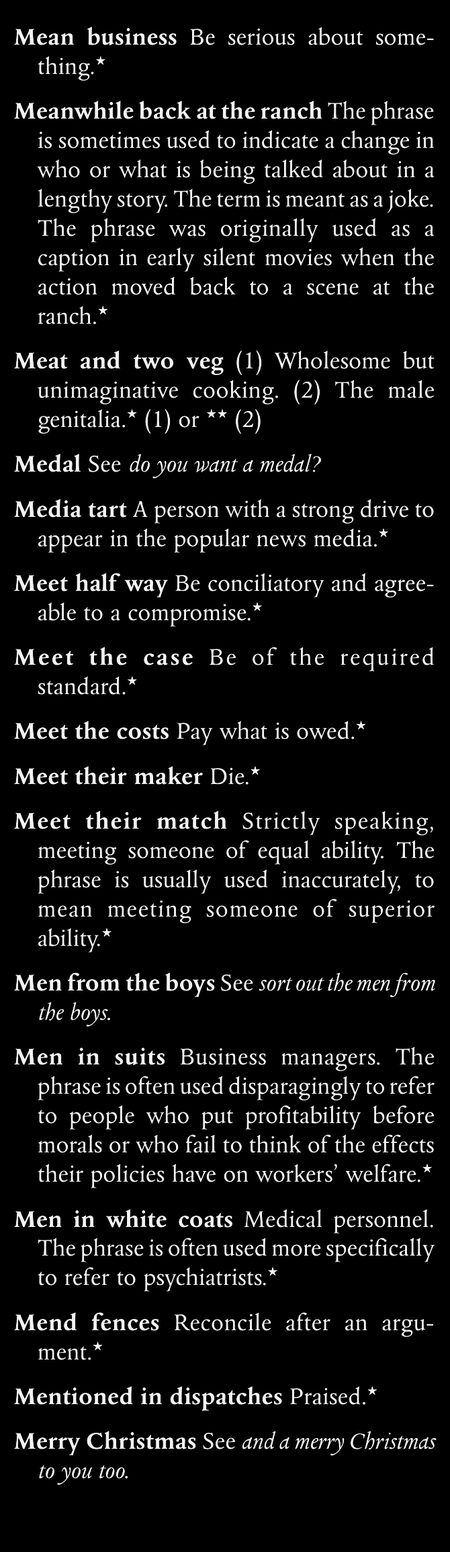 Mean business Be serious about some-
thing.★
Meanwhile back at the ranch The phrase
is sometimes used to indicate a change in
who or what is being talked about in a
lengthy story. The term is meant as a joke.
The phrase was originally used as a
caption in early silent movies when the
action moved back to a scene at the
ranch.★
Meat and two veg (1) Wholesome but
unimaginative cooking. (2) The male
genitalia.★ (1) or ★★ (2)
Medal See do you want a medal?
Media tart A person with a strong drive to
appear in the popular news media.★
Meet half way Be conciliatory and agree-
able to a compromise.★
Meet the case Be of the required
standard.★
Meet the costs Pay what is owed.★
Meet their maker Die.★
Meet their match Strictly speaking,
meeting someone of equal ability. The
phrase is usually used inaccurately, to
mean meeting someone of superior
ability.★
Men from the boys See sort out the men from
the boys.
Men in suits Business managers. The
phrase is often used disparagingly to refer
to people who put profitability before
morals or who fail to think of the effects
their policies have on workers’ welfare.★
Men in white coats Medical personnel.
The phrase is often used more specifically
to refer to psychiatrists.★
Mend fences Reconcile after an argu-
ment.★
Mentioned in dispatches Praised.★
Merry Christmas See and a merry Christmas
to you too.